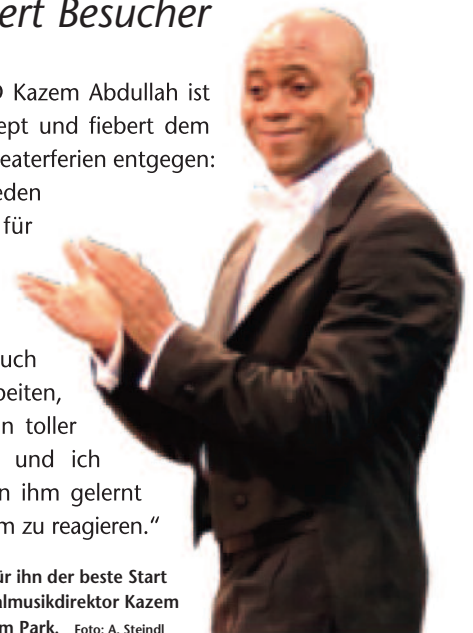 ert Besucher
Kazem Abdullah ist
ept und fiebert dem
eaterferien entgegen:
eden
für
uch
beiten,
n toller
und ich
n ihm gelernt
m zu reagieren.“
ür ihn der beste Start
almusikdirektor Kazem
m Park. Foto: A. Steindl